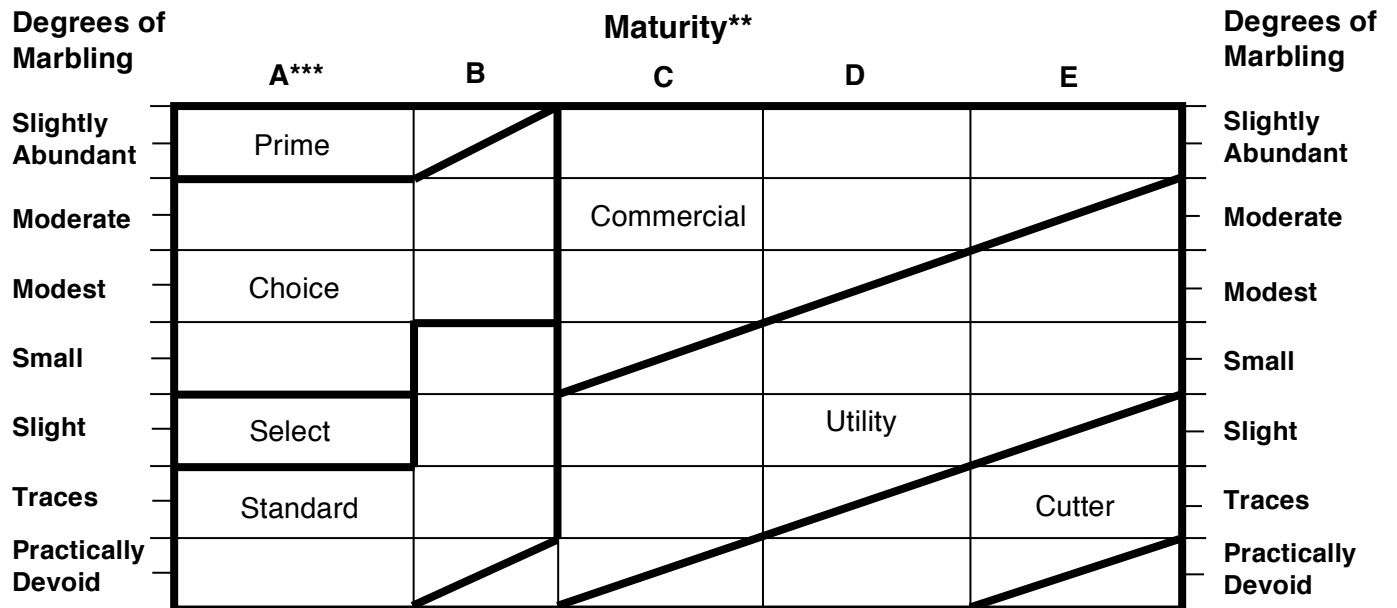 Degrees of
Marbling
Maturity**
Degrees of
Marbling
A***
B
C
D
E
Slightly
Abundant
Prime
Slightly
Abundant
Moderate
Commercial
Moderate
Modest
Choice
Modest
Small
Small
Slight
Select
Utility
Slight
Traces
Standard
Cutter
Traces
Practically
Devoid
Practically
Devoid